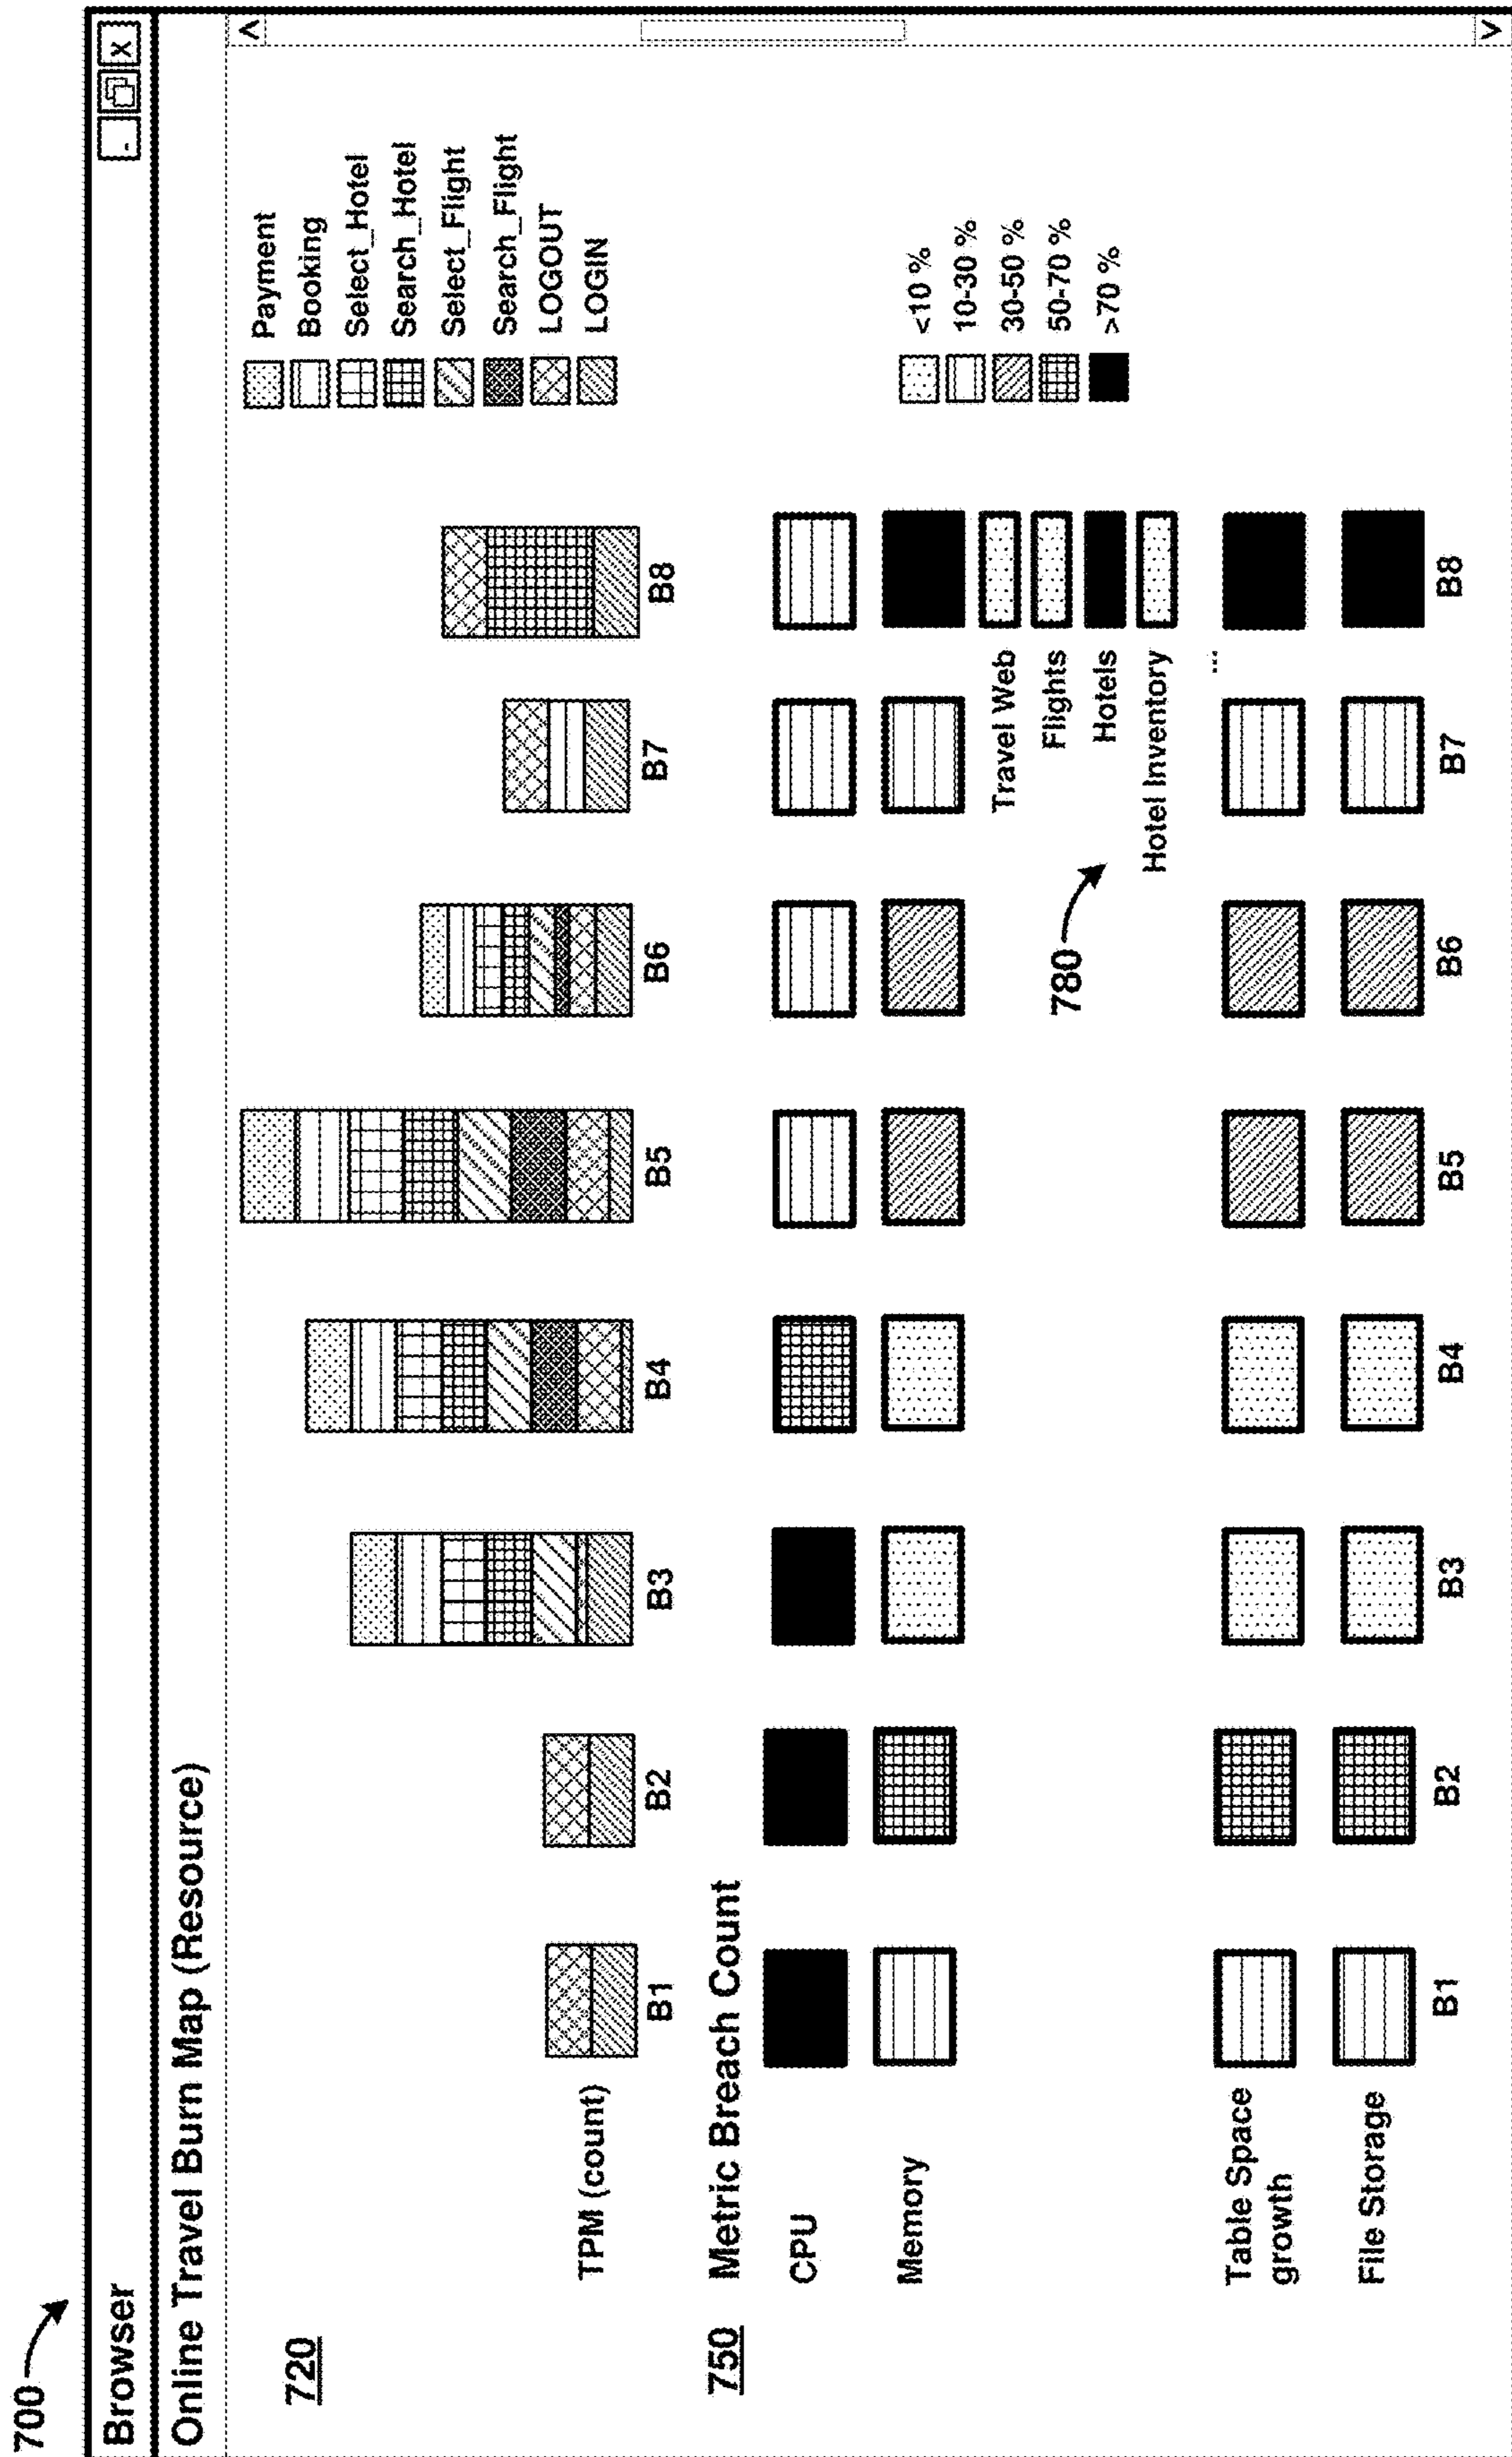 700
Browser
- X
Online Travel Burn Map (Resource)
720
Payment
Booking
Select_Hotel
Search_Hotel
Select_Flight
Search_Flight
LOGOUT
LOGIN
TPM (count)
B1 B2 B3 B4 B5 B6 B7 B8
750 Metric Breach Count
CPU
Memory
<10 %
10-30 %
30-50 %
50-70 %
>70 %
Travel Web
Flights
Hotels
Hotel Inventory
780
...
Table Space
growth
File Storage
B1 B2 B3 B4 B5 B6 B7 B8